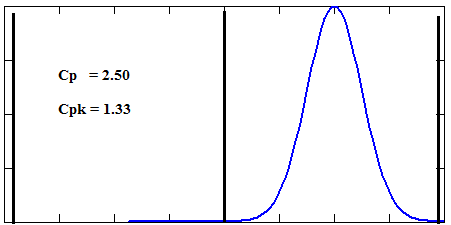 Cp = 2.50
Cpk = 1.33